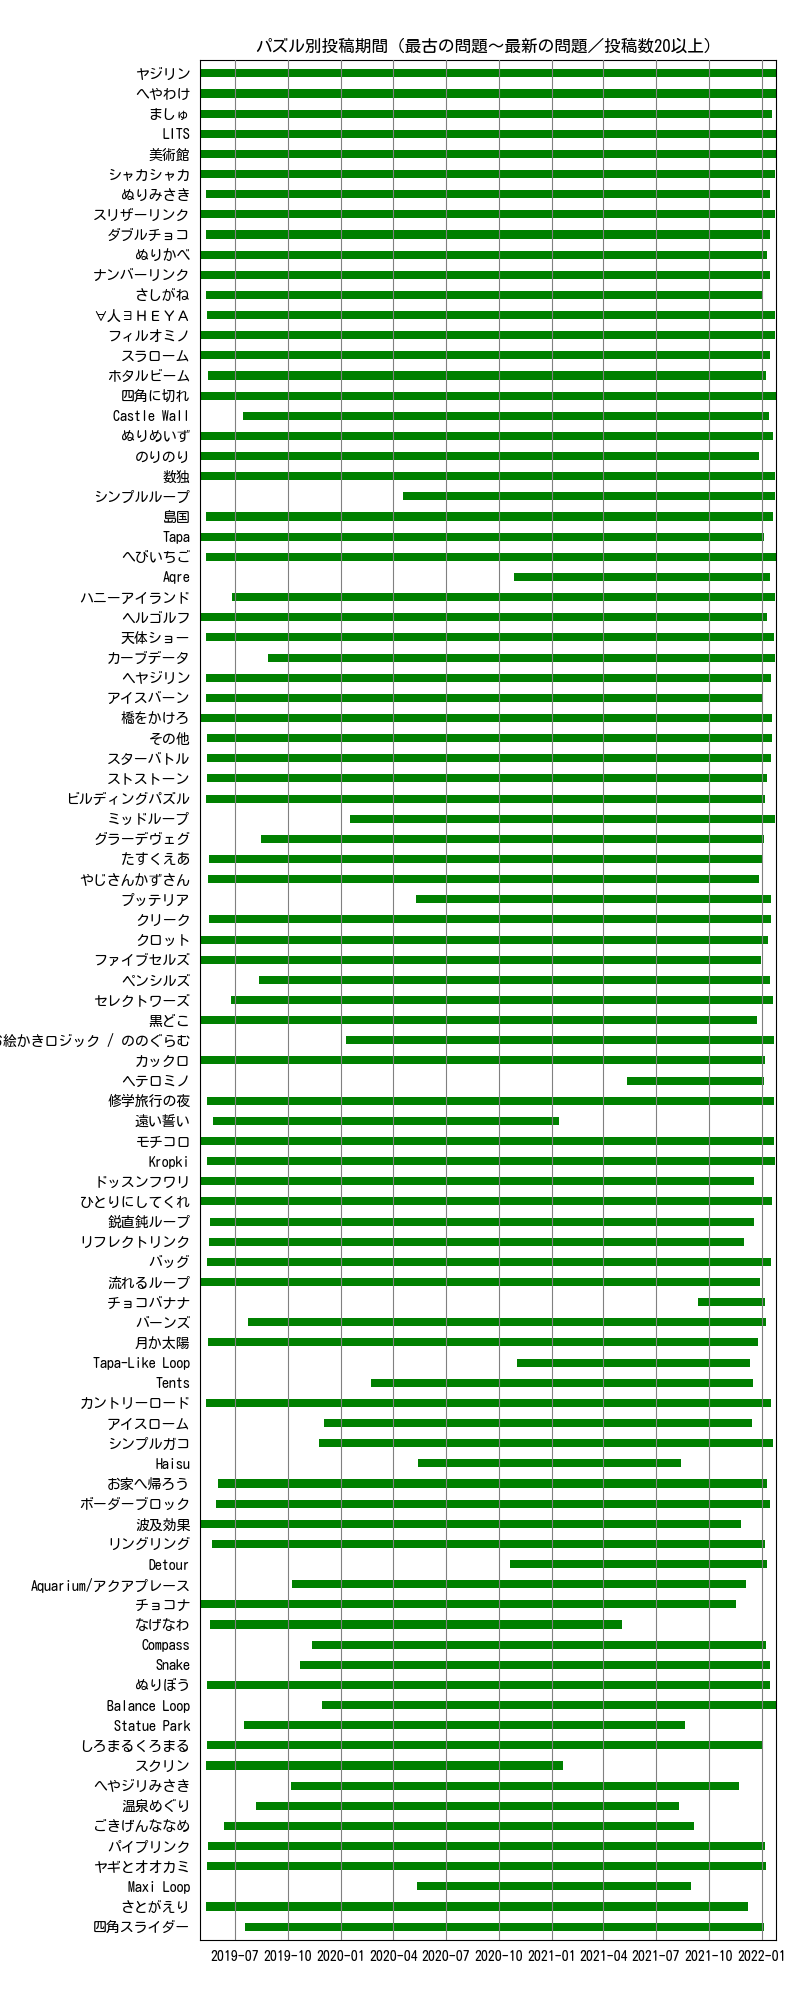 パズル別投稿期間（最古の問題～最新の問題／投稿数20以上）
ヤジリン
へやわけ
ましゅ
LITS
美術館
シャカシャカ
ぬりみさき
スリザーリンク
ダブルチョコ
ぬりかべ
ナンバーリンク
さしがね
∀人∃ＨＥＹＡ
フィルオミノ
スラローム
ホタルビーム
四角に切れ
Castle Wall
ぬりめいず
のりのり
数独
シンプルループ
島国
Tapa
へびいちご
Aqre
ハニーアイランド
ヘルゴルフ
天体ショー
カーブデータ
ヘヤジリン
アイスバーン
橋をかけろ
その他
スターバトル
ストストーン
ビルディングパズル
ミッドループ
グラーデヴェグ
たすくえあ
やじさんかずさん
プッテリア
クリーク
クロット
ファイブセルズ
ペンシルズ
セレクトワーズ
黒どこ
絵かきロジック / ののぐらむ
カックロ
ヘテロミノ
修学旅行の夜
遠い誓い
モチコロ
Kropki
ドッスンフワリ
ひとりにしてくれ
鋭直鈍ループ
リフレクトリンク
バッグ
流れるループ
チョコバナナ
バーンズ
月か太陽
Tapa-Like Loop
Tents
カントリーロード
アイスローム
シンプルガコ
Haisu
お家へ帰ろう
ボーダーブロック
波及効果
リングリング
Detour
Aquarium/アクアプレース
チョコナ
なげなわ
Compass
Snake
ぬりぼう
Balance Loop
Statue Park
しろまるくろまる
スクリン
へやジリみさき
温泉めぐり
ごきげんななめ
パイプリンク
ヤギとオオカミ
Maxi Loop
さとがえり
四角スライダー
2019-07 2019-10 2020-01 2020-04 2020-07 2020-10 2021-01 2021-04 2021-07 2021-10 2022-01